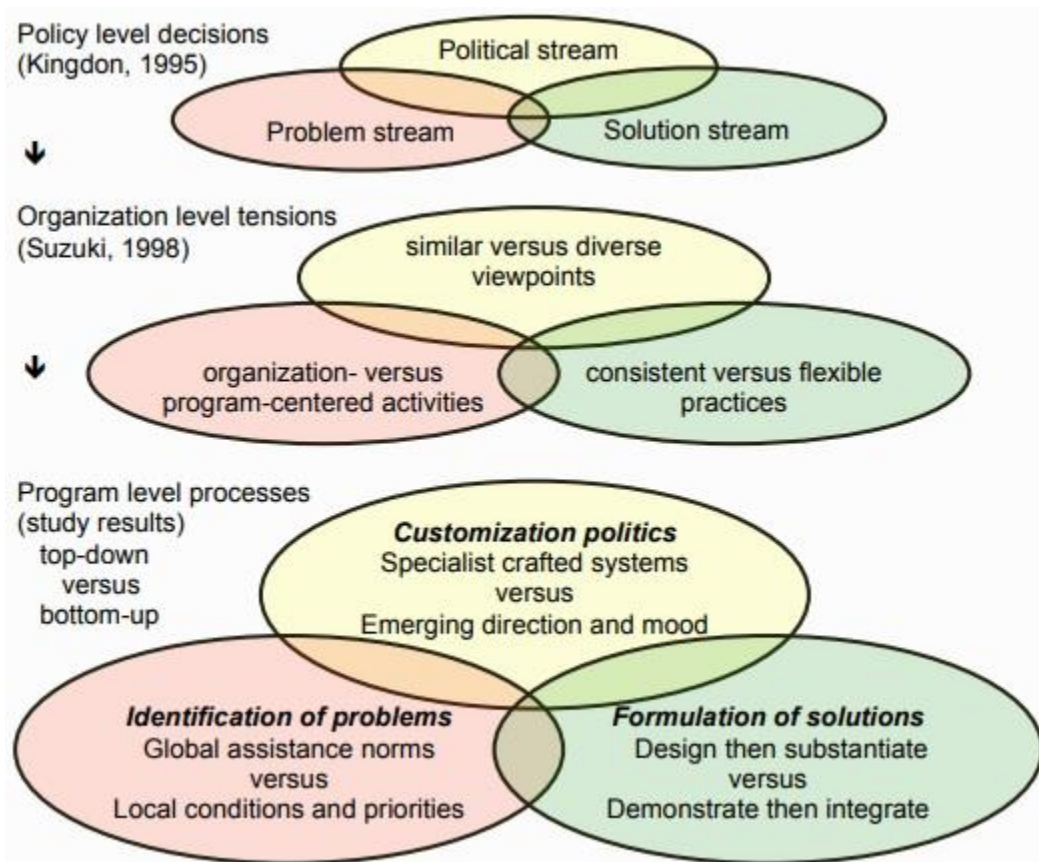 Policy level decisions
(Kingdon, 1995)
Political stream
Problem stream
Solution stream
Organization level tensions
(Suzuki, 1998)
similar versus diverse
viewpoints
organization- versus
program-centered activities
consistent versus flexible
practices
Program level processes
(study results)
top-down
versus
bottom-up
Customization politics
Specialist crafted systems
versus
Emerging direction and mood
Identification of problems
Global assistance norms
versus
Local conditions and priorities
Formulation of solutions
Design then substantiate
versus
Demonstrate then integrate